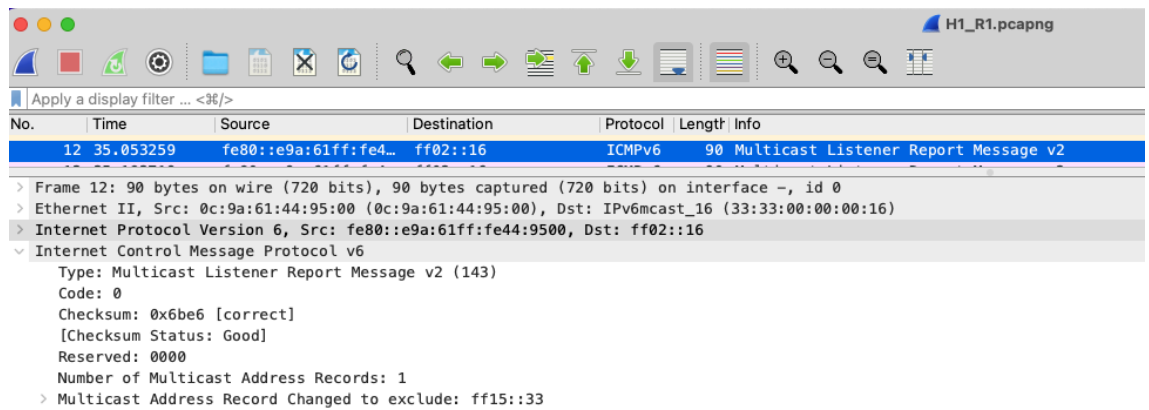 H1_R1.pcapng
Apply a display filter ... <⌘/>
No. Time Source Destination Protocol Length Info
12 35.053259 fe80::e9a:61ff:fe4… ff02::16 ICMPv6 90 Multicast Listener Report Message v2
> Frame 12: 90 bytes on wire (720 bits), 90 bytes captured (720 bits) on interface -, id 0
> Ethernet II, Src: 0c:9a:61:44:95:00 (0c:9a:61:44:95:00), Dst: IPv6mcast_16 (33:33:00:00:00:16)
> Internet Protocol Version 6, Src: fe80::e9a:61ff:fe44:9500, Dst: ff02::16
Internet Control Message Protocol v6
Type: Multicast Listener Report Message v2 (143)
Code: 0
Checksum: 0x6be6 [correct]
[Checksum Status: Good]
Reserved: 0000
Number of Multicast Address Records: 1
> Multicast Address Record Changed to exclude: ff15::33